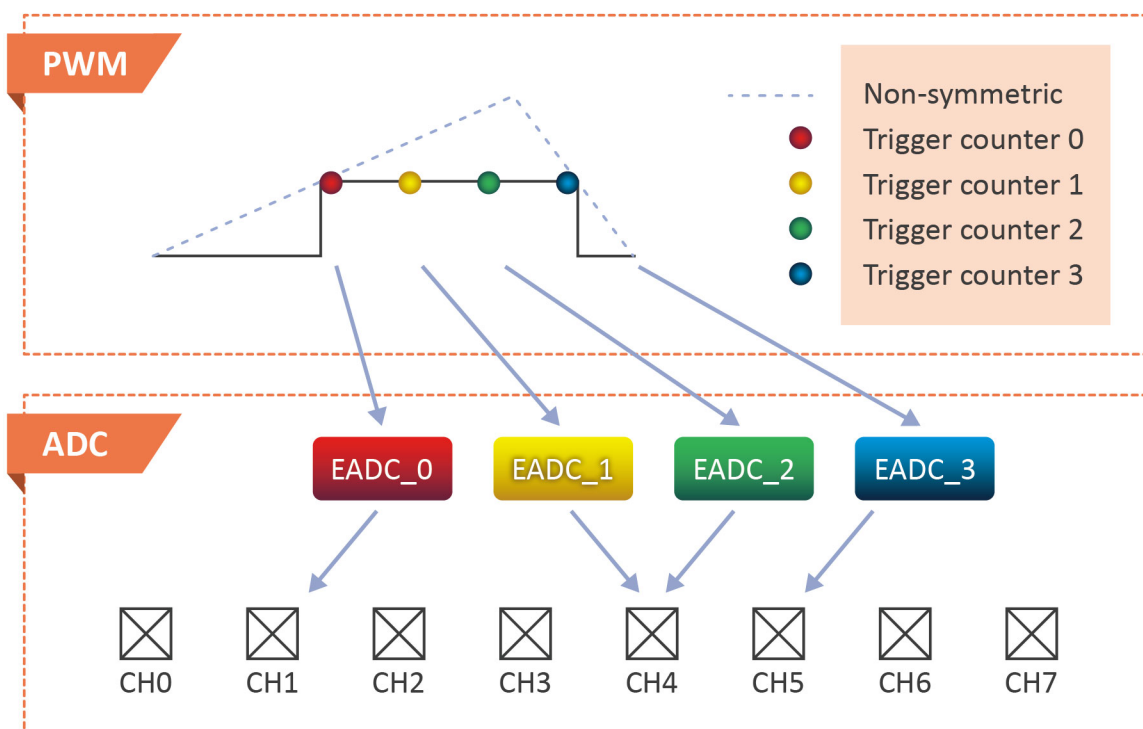 PWM
Non-symmetric
Trigger counter 0
Trigger counter 1
Trigger counter 2
Trigger counter 3
ADC
EADC_0 EADC_1 EADC_2 EADC_3
CH0 CH1 CH2 CH3 CH4 CH5 CH6 CH7